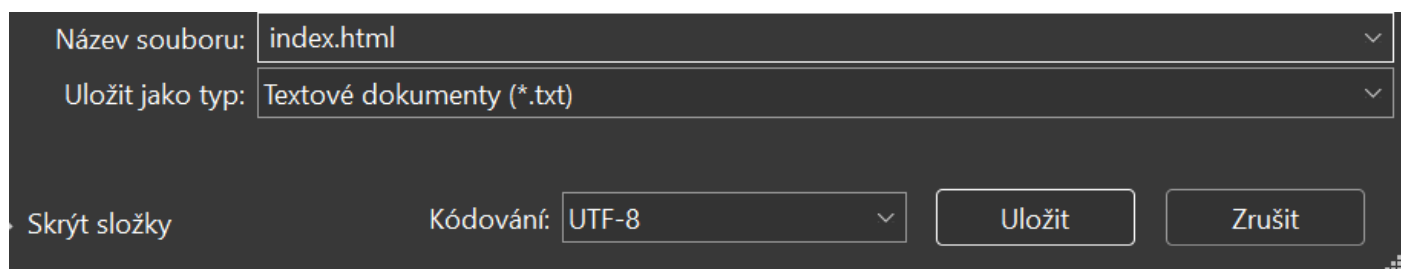 Název souboru: index.html
Uložit jako typ: Textové dokumenty (*.txt)
Skrýt složky Kódování: UTF-8 Uložit Zrušit